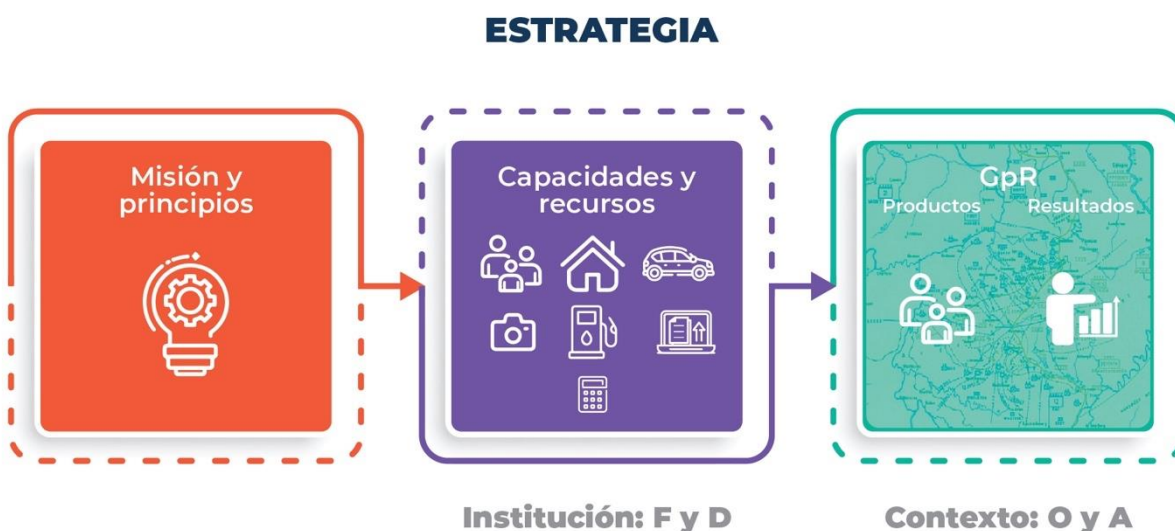 ESTRATEGIA
Misión y
principios
Capacidades y
recursos
GpR
Productos Resultados
Institución: F y D
Contexto: O y A